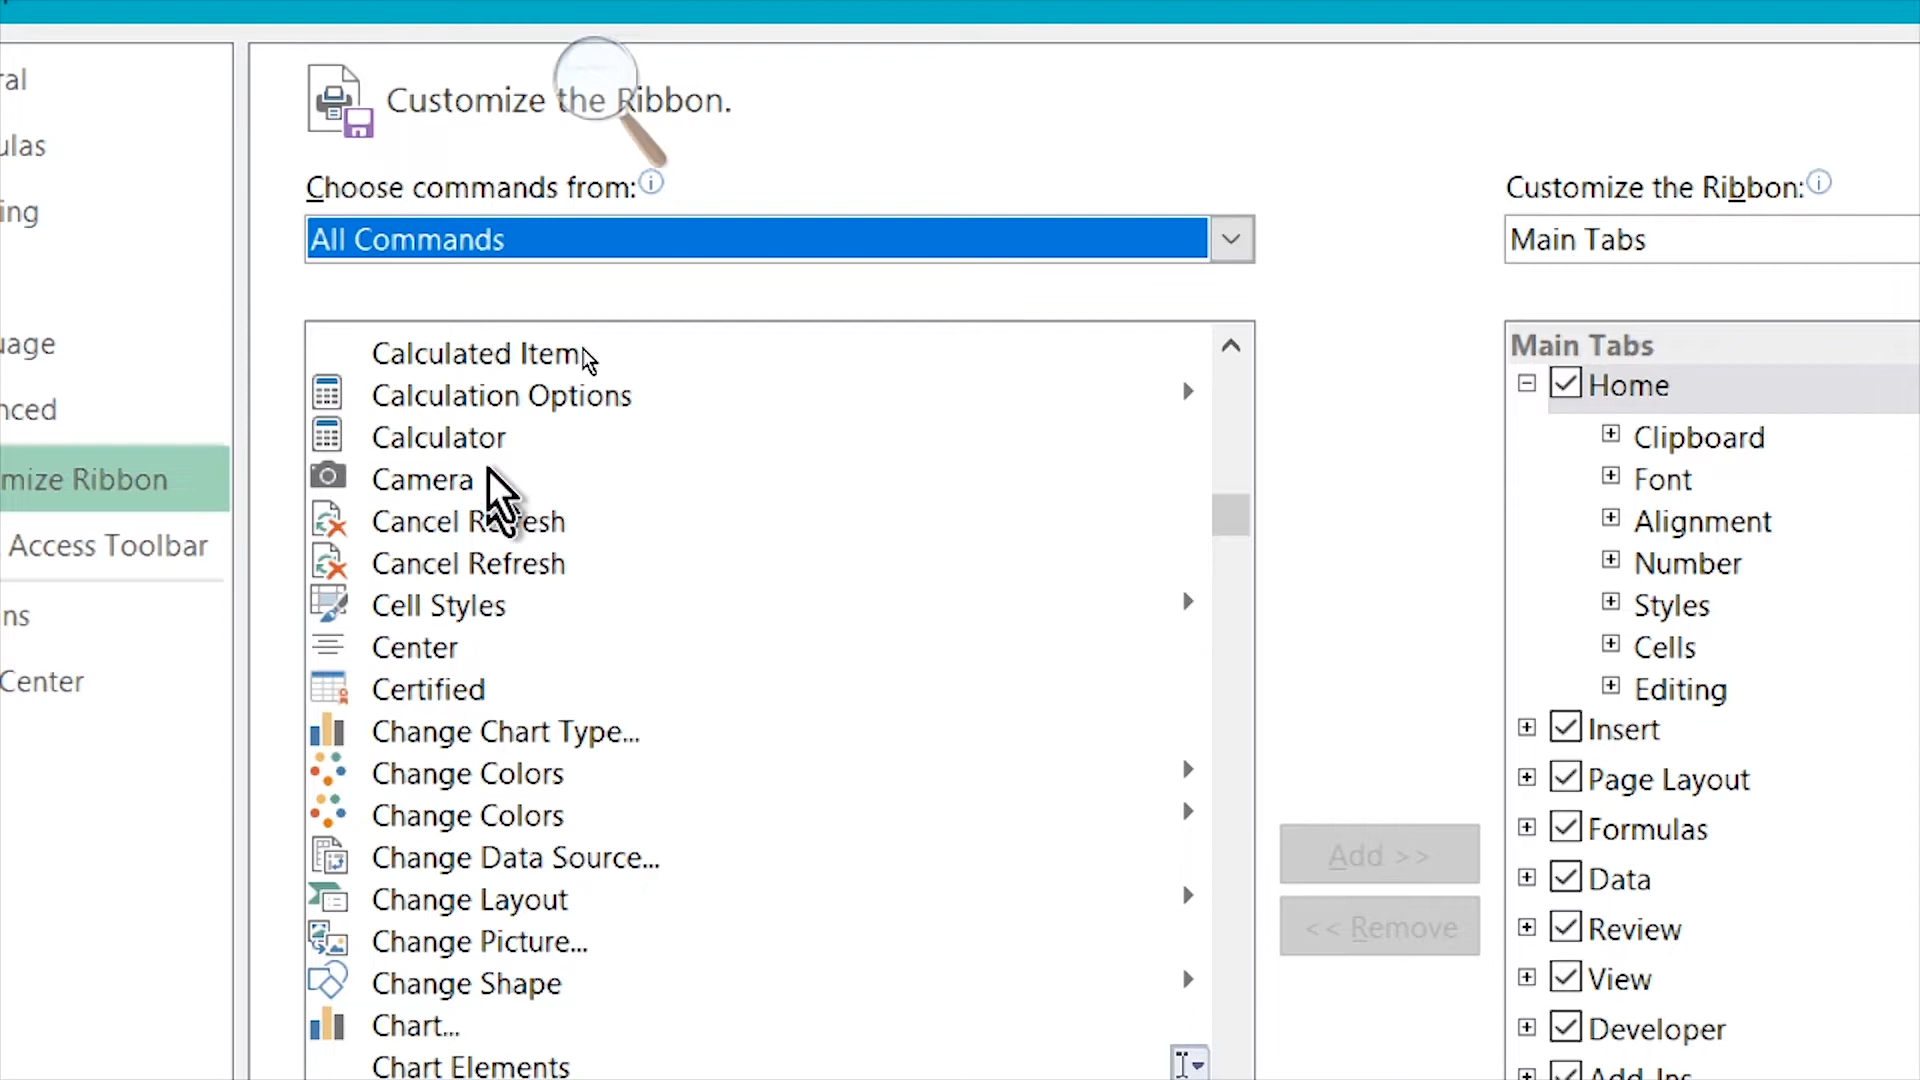 ral
ulas
ing
uage
nced
mize Ribbon
Access Toolbar
ns
Center
Customize the Ribbon.
Choose commands from:
All Commands
Calculated Item
Calculation Options
Calculator
Camera
Cancel Refresh
Cancel Refresh
Cell Styles
Center
Certified
Change Chart Type...
Change Colors
Change Colors
Change Data Source...
Change Layout
Change Picture...
Change Shape
Chart...
Chart Elements
Add >>
<< Remove
Customize the Ribbon:
Main Tabs
Main Tabs
Home
Clipboard
Font
Alignment
Number
Styles
Cells
Editing
Insert
Page Layout
Formulas
Data
Review
View
Developer
Add-Ins